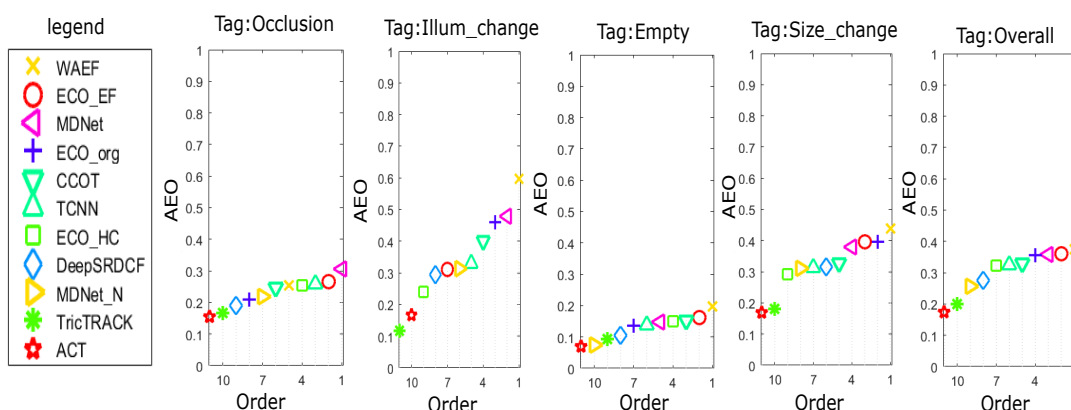 legend
WAEF
ECO_EF
MDNet
ECO_org
CCOT
TCNN
ECO_HC
DeepSRDCF
MDNet_N
TricTRACK
ACT
Tag:Occlusion
AEO
1
0.9
0.8
0.7
0.6
0.5
0.4
0.3
0.2
0.1
0
10 7 4 1
Order
Tag:Illum_change
AEO
1
0.9
0.8
0.7
0.6
0.5
0.4
0.3
0.2
0.1
0
10 7 4 1
Order
Tag:Empty
AEO
1
0.9
0.8
0.7
0.6
0.5
0.4
0.3
0.2
0.1
0
10 7 4 1
Order
Tag:Size_change
AEO
1
0.9
0.8
0.7
0.6
0.5
0.4
0.3
0.2
0.1
0
10 7 4 1
Order
Tag:Overall
AEO
1
0.9
0.8
0.7
0.6
0.5
0.4
0.3
0.2
0.1
0
10 7 4 1
Order